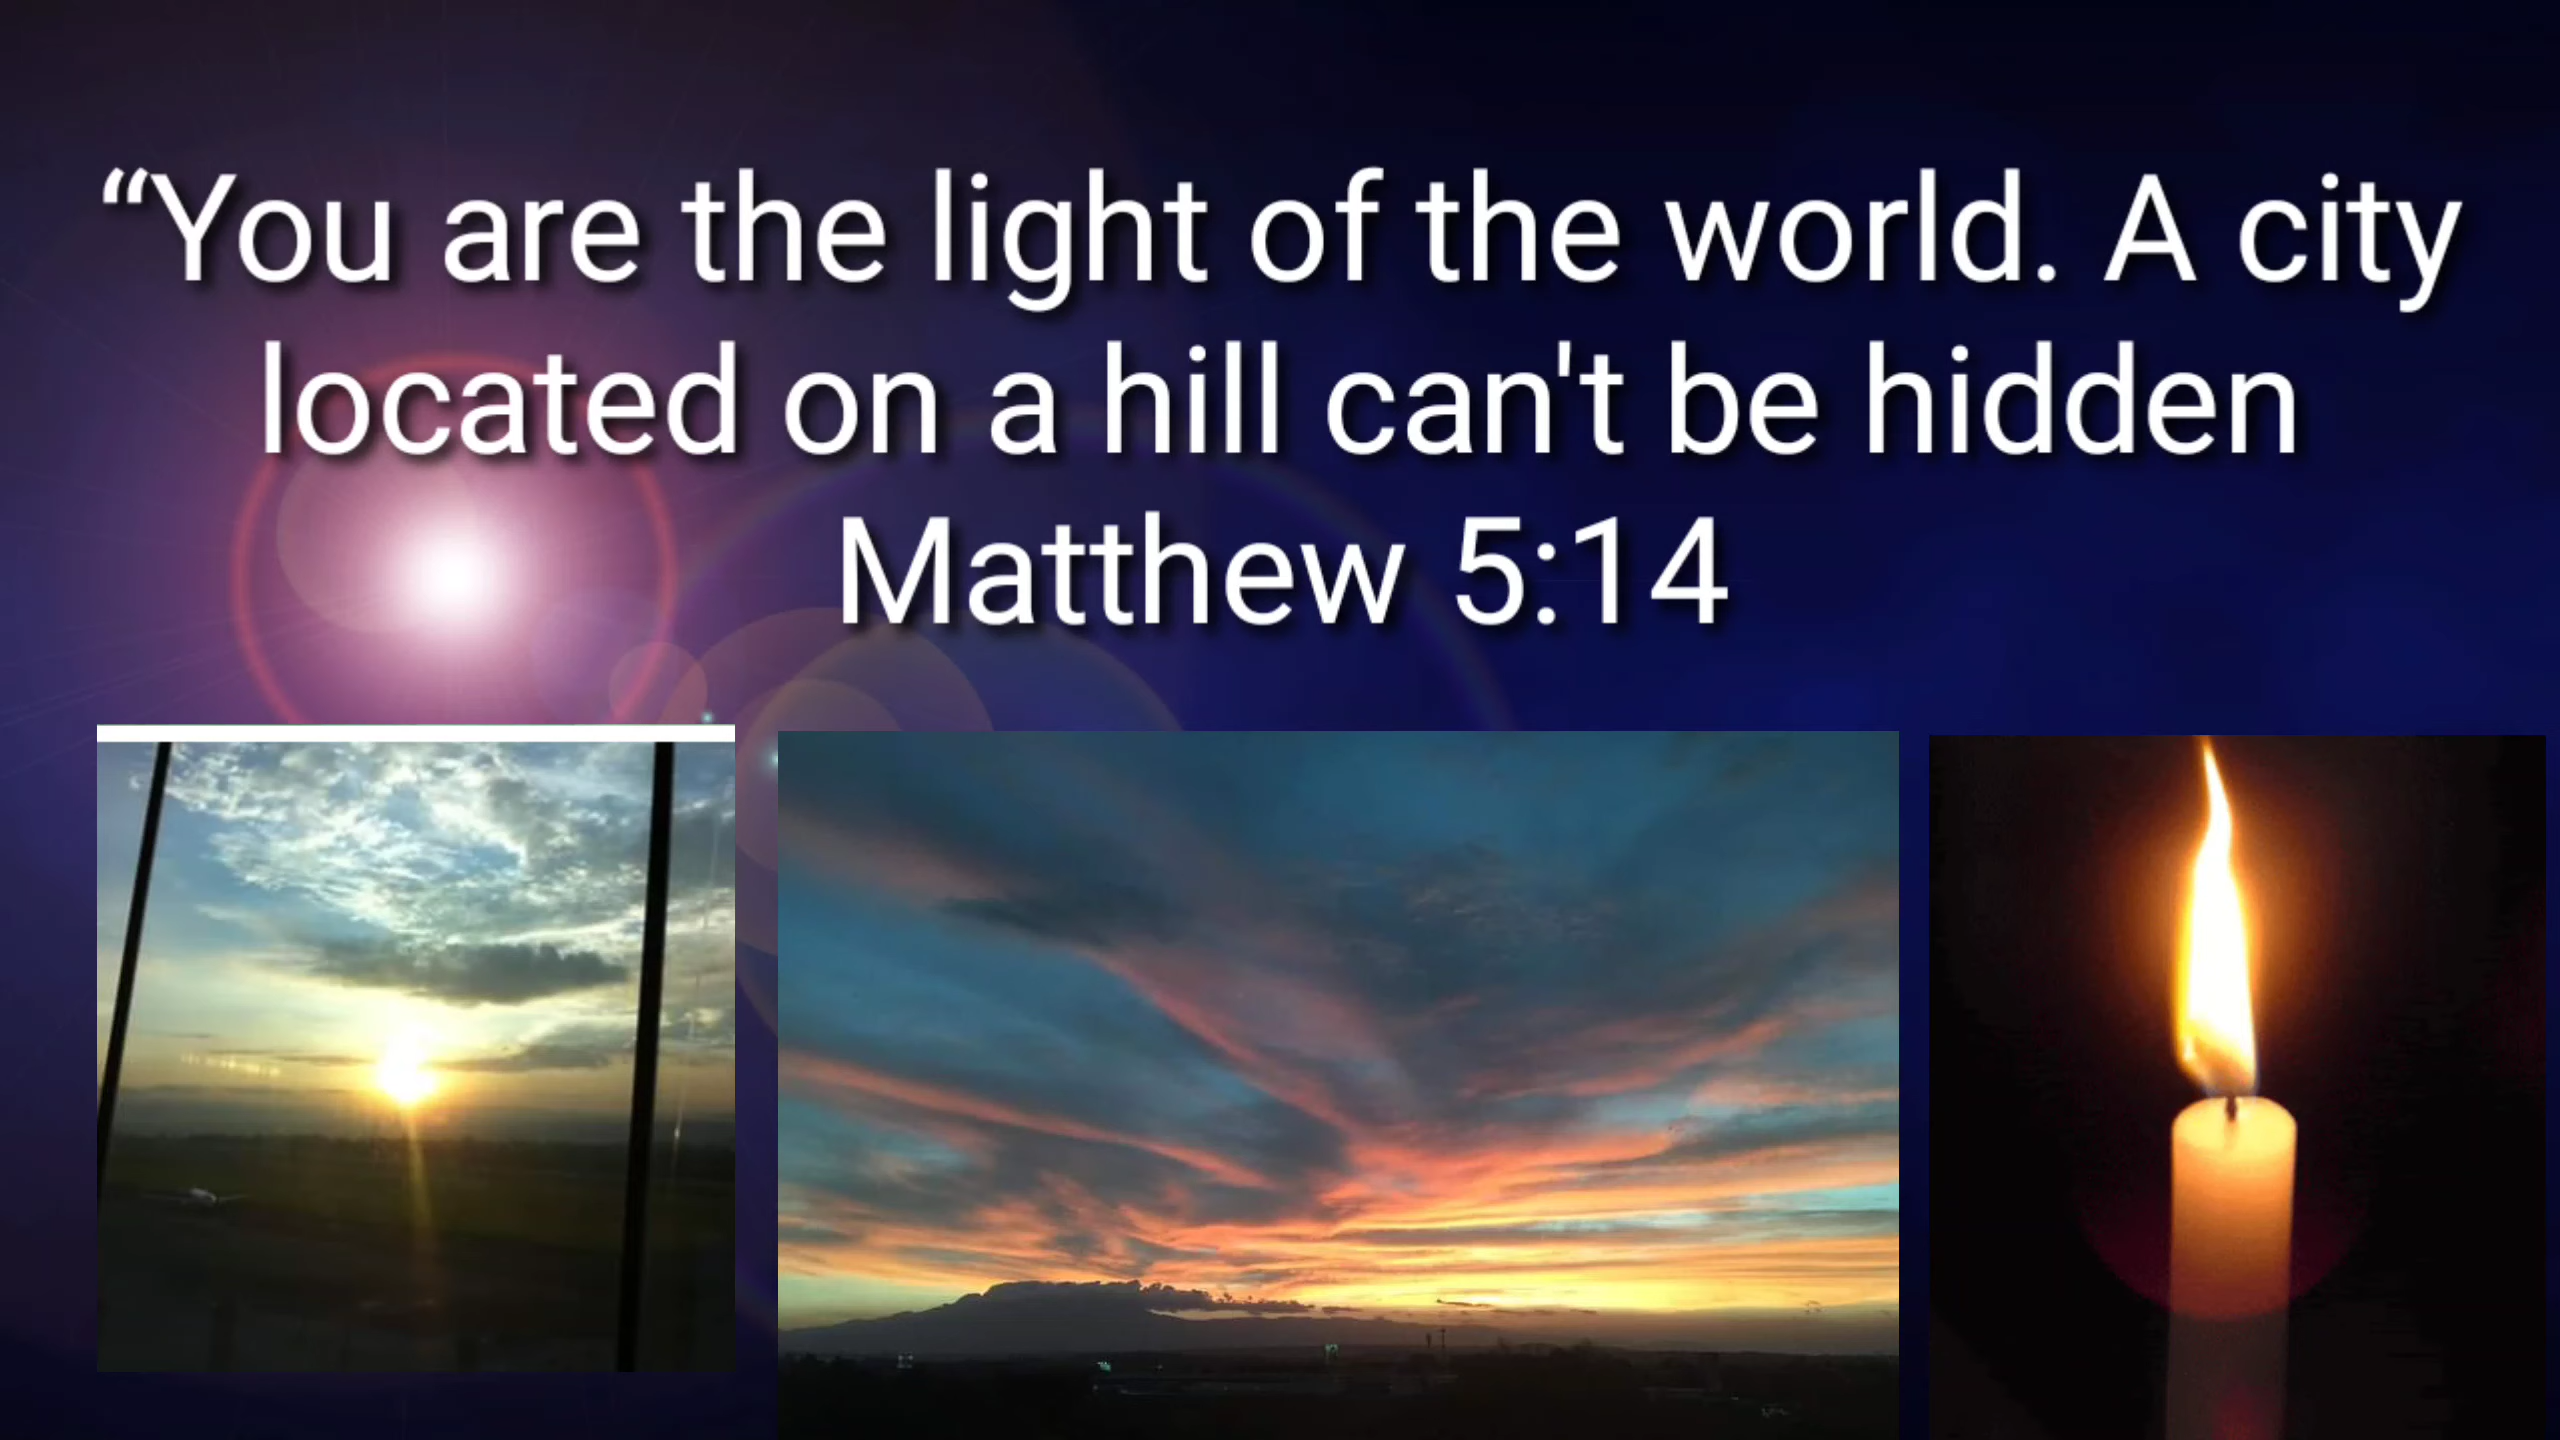 “You are the light of the world. A city
located on a hill can't be hidden
Matthew 5:14